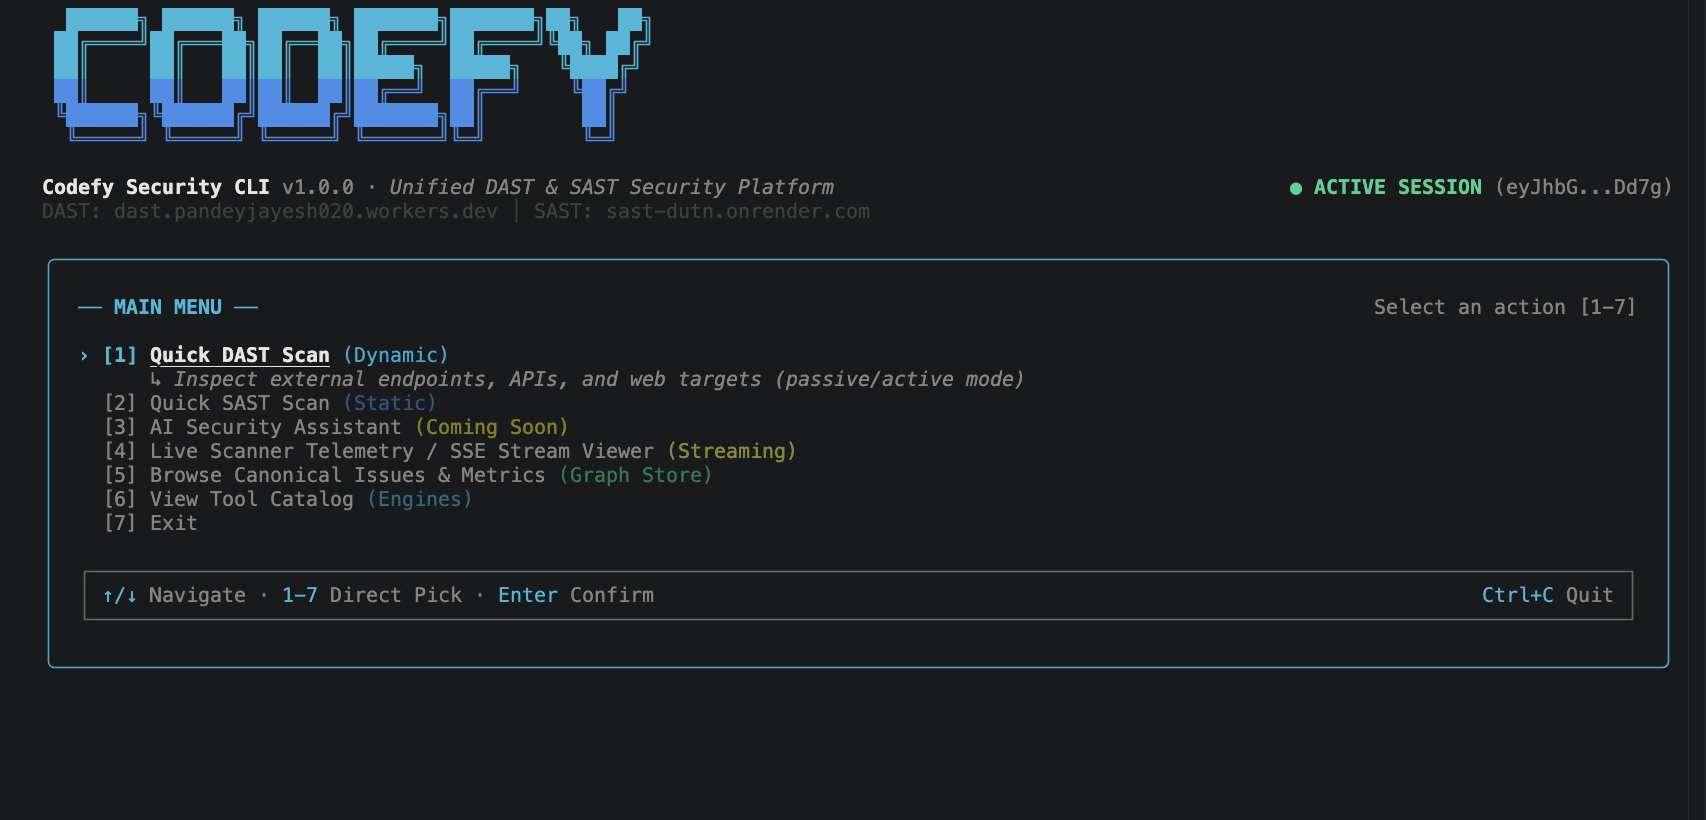 CODEFY
Codefy Security CLI v1.0.0 · Unified DAST & SAST Security Platform ● ACTIVE SESSION (eyJhbG...Dd7g)
DAST: dast.pandeyjayesh020.workers.dev │ SAST: sast-dutn.onrender.com
── MAIN MENU ── Select an action [1–7]
› [1] Quick DAST Scan (Dynamic)
↳ Inspect external endpoints, APIs, and web targets (passive/active mode)
[2] Quick SAST Scan (Static)
[3] AI Security Assistant (Coming Soon)
[4] Live Scanner Telemetry / SSE Stream Viewer (Streaming)
[5] Browse Canonical Issues & Metrics (Graph Store)
[6] View Tool Catalog (Engines)
[7] Exit
↑/↓ Navigate · 1–7 Direct Pick · Enter Confirm Ctrl+C Quit